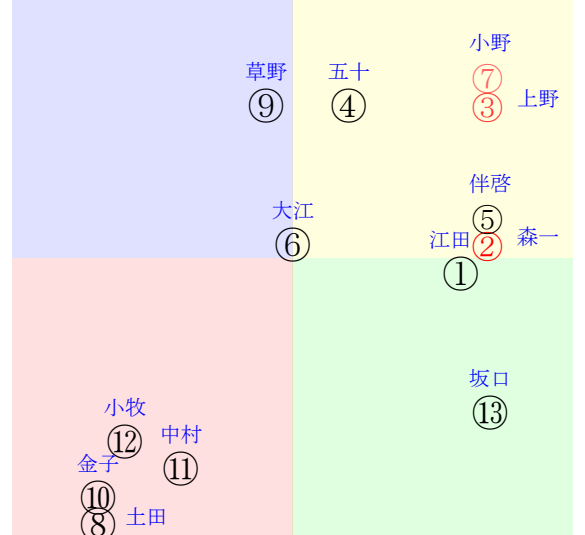 小野
草野
五十
⑦
⑨
④
③
上野
伴啓
大江
⑤
江田
⑥
②
森一
①
坂口
小牧
⑬
中村
⑫
金子
⑪
⑩
⑧
土田